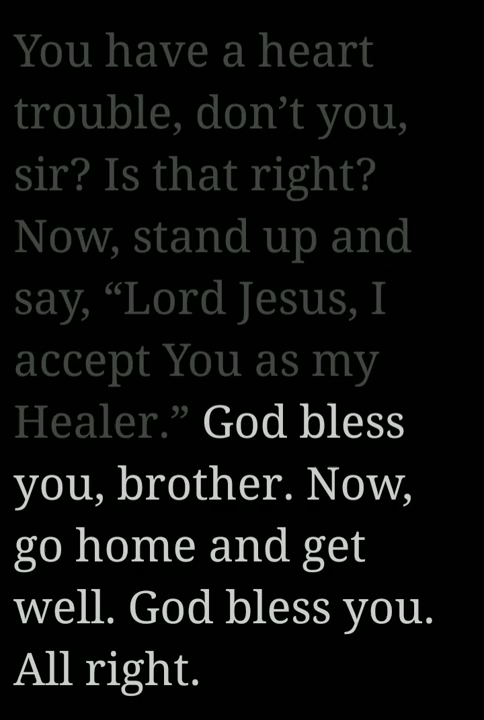 You have a heart
trouble, don’t you,
sir? Is that right?
Now, stand up and
say, “Lord Jesus, I
accept You as my
Healer.” God bless
you, brother. Now,
go home and get
well. God bless you.
All right.